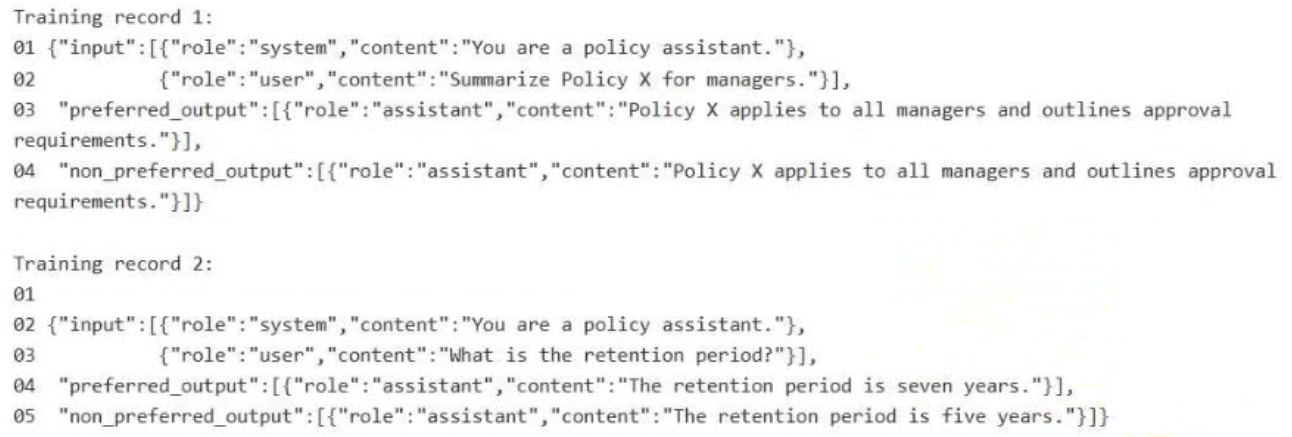 Training record 1:
01 {"input":[{"role":"system","content":"You are a policy assistant."},
02 {"role":"user","content":"Summarize Policy X for managers."}],
03 "preferred_output":[{"role":"assistant","content":"Policy X applies to all managers and outlines approval
requirements."}],
04 "non_preferred_output":[{"role":"assistant","content":"Policy X applies to all managers and outlines approval
requirements."}]}
Training record 2:
01
02 {"input":[{"role":"system","content":"You are a policy assistant."},
03 {"role":"user","content":"What is the retention period?"}],
04 "preferred_output":[{"role":"assistant","content":"The retention period is seven years."}],
05 "non_preferred_output":[{"role":"assistant","content":"The retention period is five years."}]}